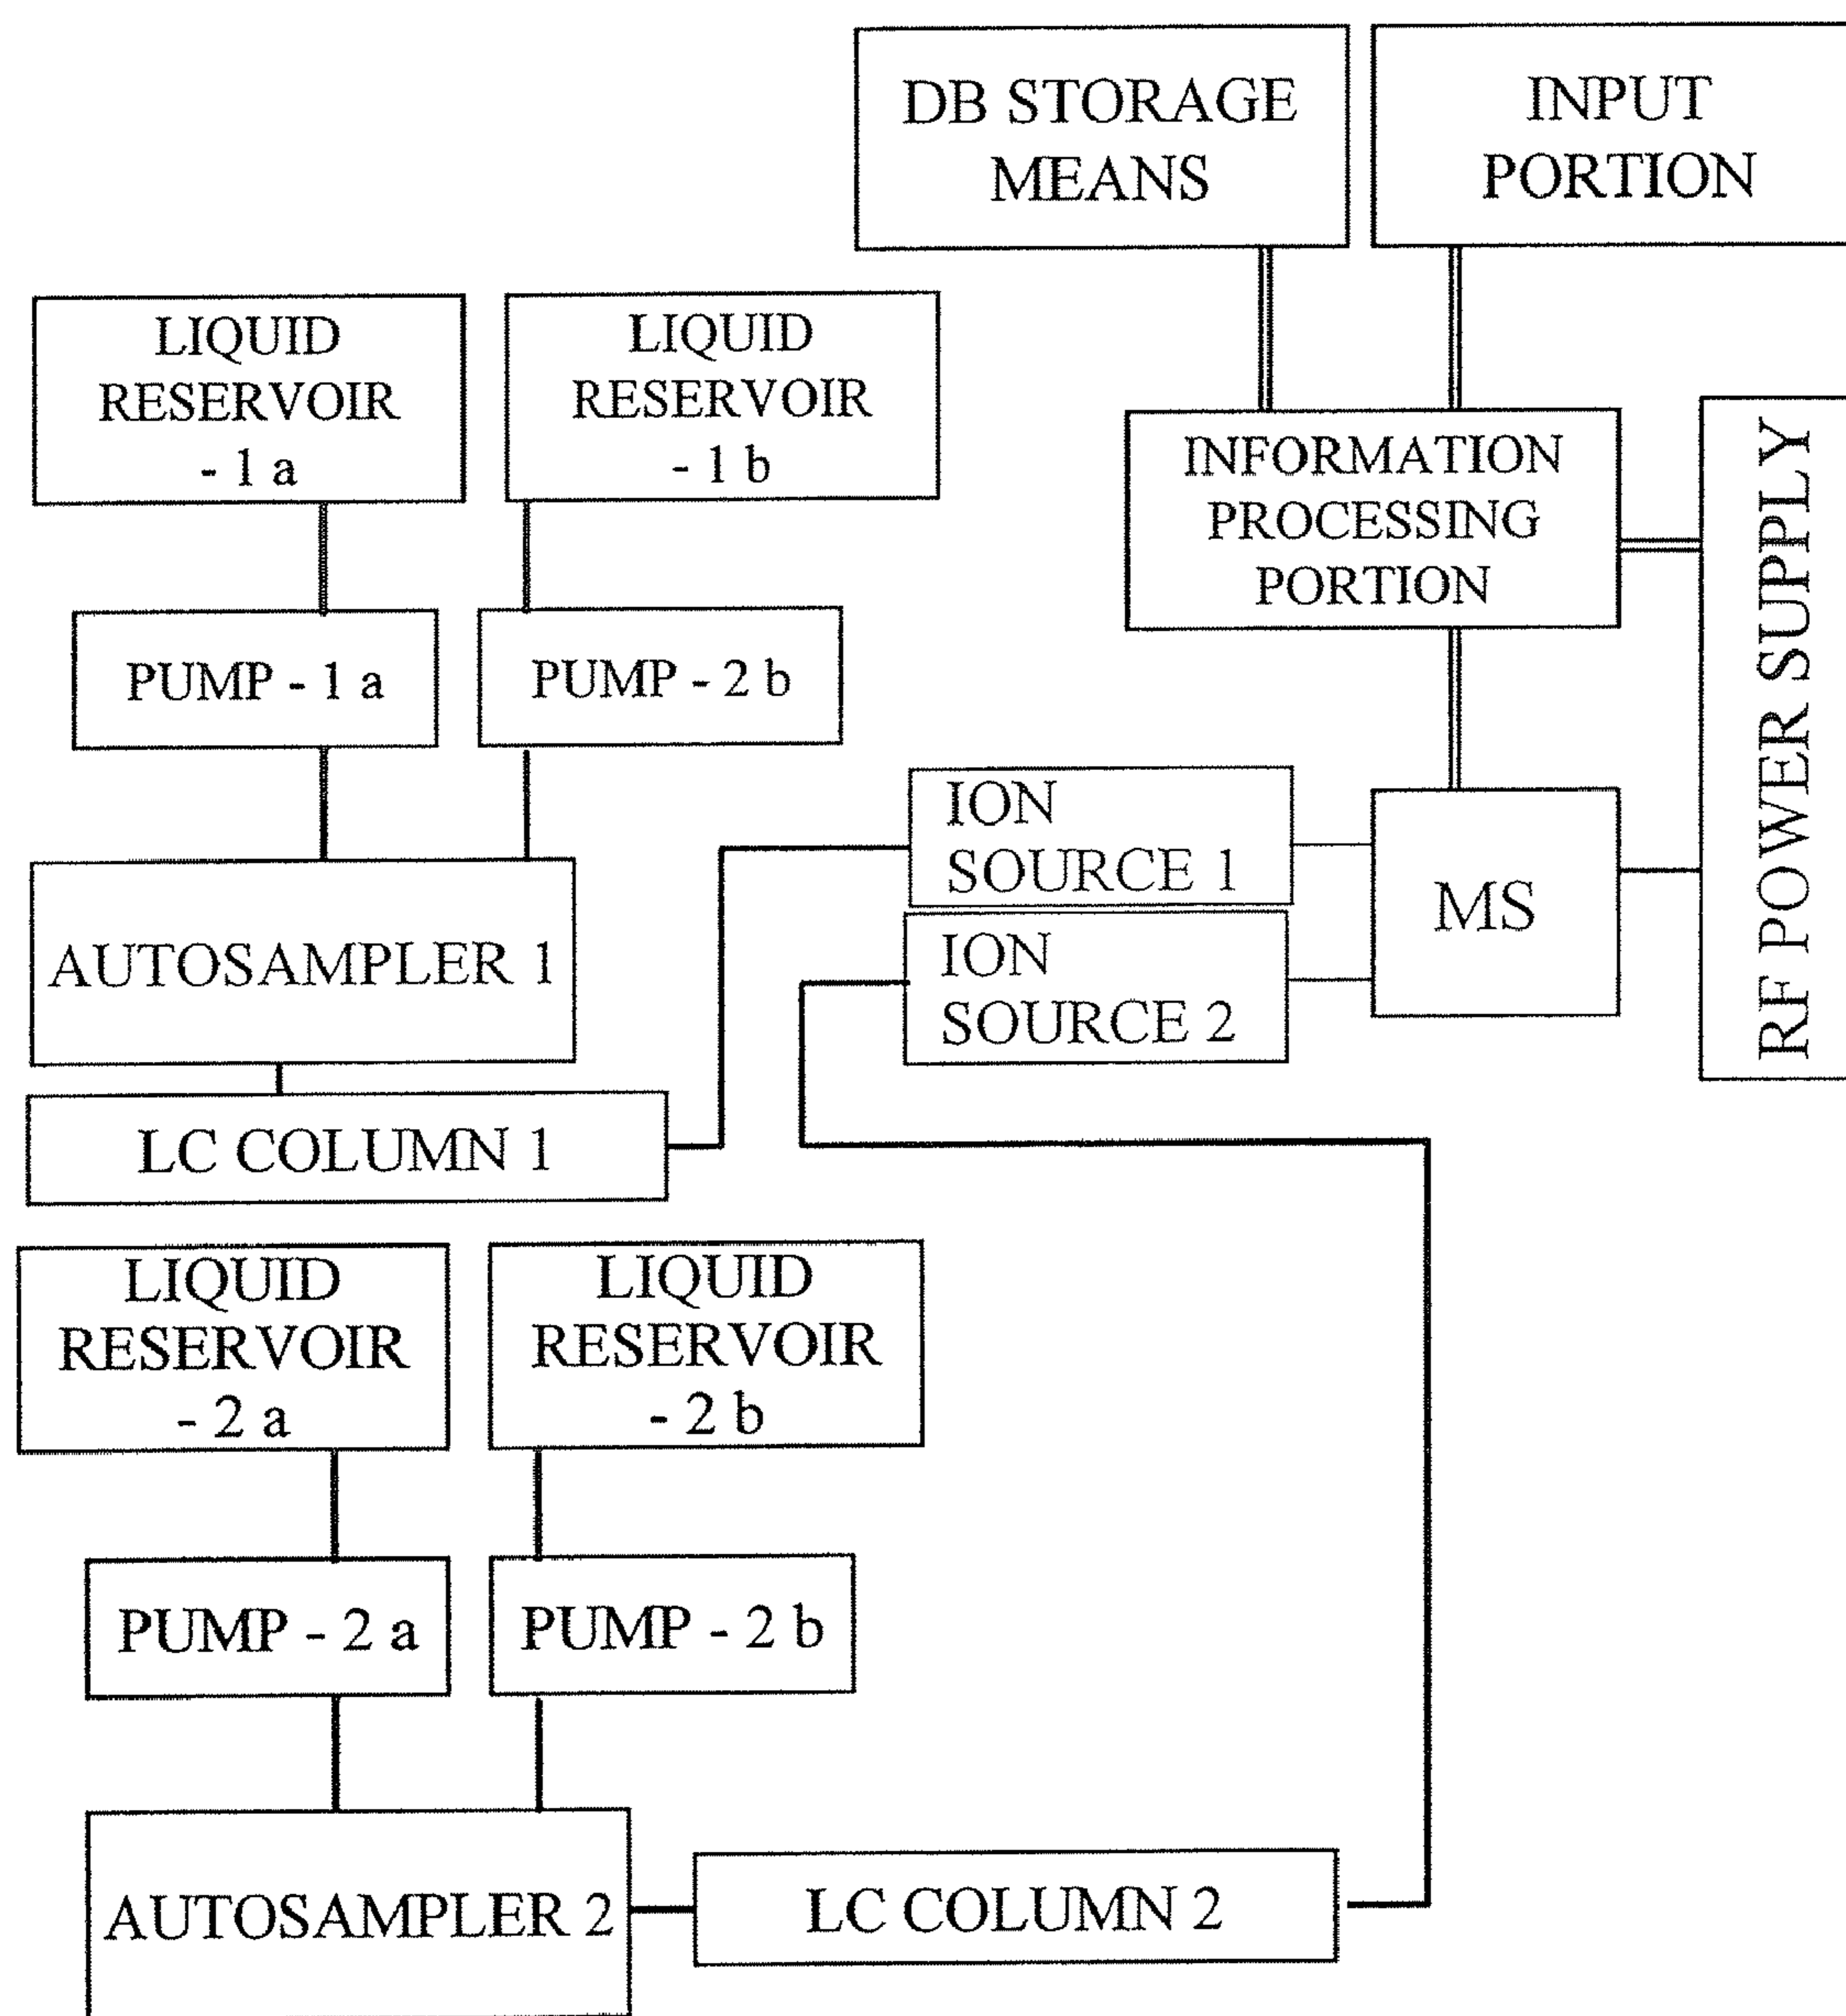 DB STORAGE
MEANS
INPUT
PORTION
LIQUID
RESERVOIR
- 1 a
LIQUID
RESERVOIR
- 1 b
INFORMATION
PROCESSING
PORTION
RF POWER SUPPLY
PUMP - 1 a
PUMP - 2 b
ION
SOURCE 1
MS
AUTOSAMPLER 1
ION
SOURCE 2
LC COLUMN 1
LIQUID
RESERVOIR
- 2 a
LIQUID
RESERVOIR
- 2 b
PUMP - 2 a
PUMP - 2 b
AUTOSAMPLER 2
LC COLUMN 2